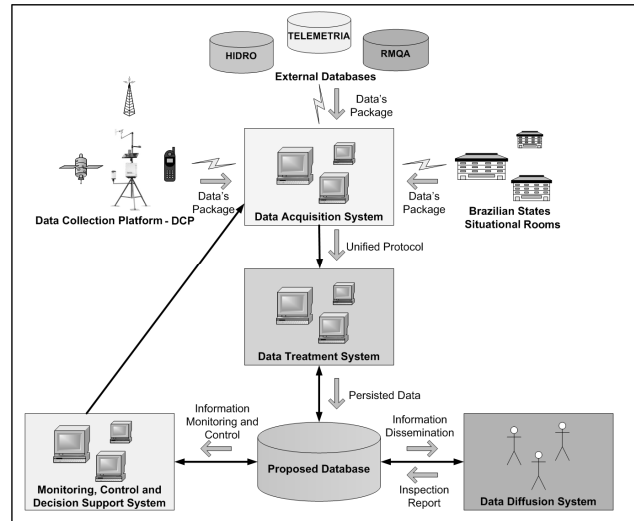 TELEMETRIA
HIDRO
RMQA
External Databases
Data's
Package
Data's
Package
Data's
Package
Data Collection Platform - DCP
Data Acquisition System
Brazilian States
Situational Rooms
Unified Protocol
Data Treatment System
Persisted Data
Information
Monitoring and
Control
Information
Dissemination
Proposed Database
Inspection
Report
Monitoring, Control and
Decision Support System
Data Diffusion System